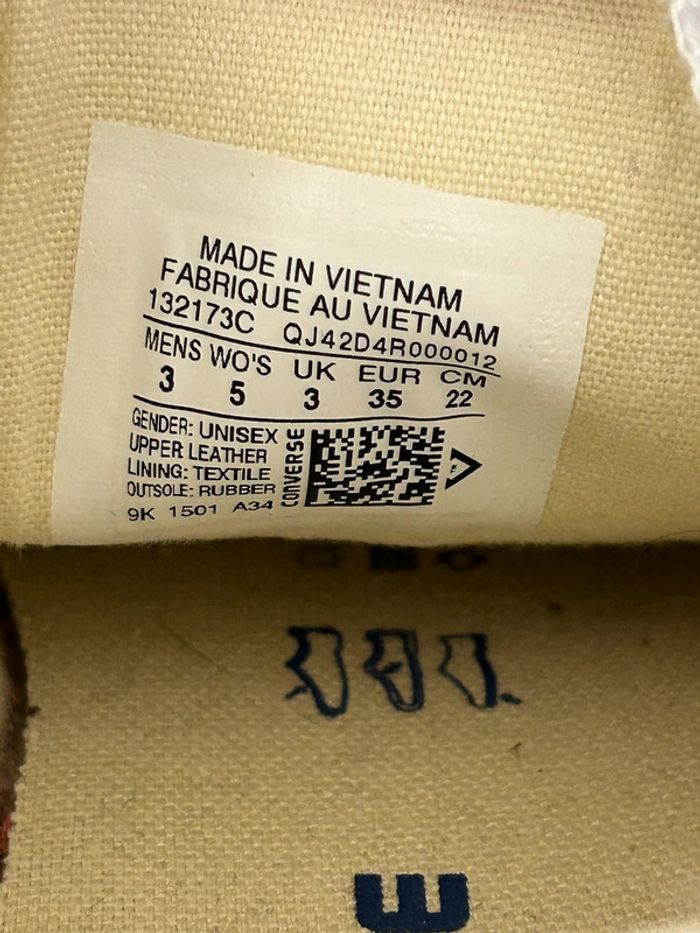 MADE IN VIETNAM
FABRIQUE AU VIETNAM
132173C QJ42D4R000012
MENS WO'S UK EUR CM
3 5 3 35 22
GENDER: UNISEX
UPPER LEATHER
LINING: TEXTILE
OUTSOLE: RUBBER
9K 1501 A34
CONVERSE
F
E